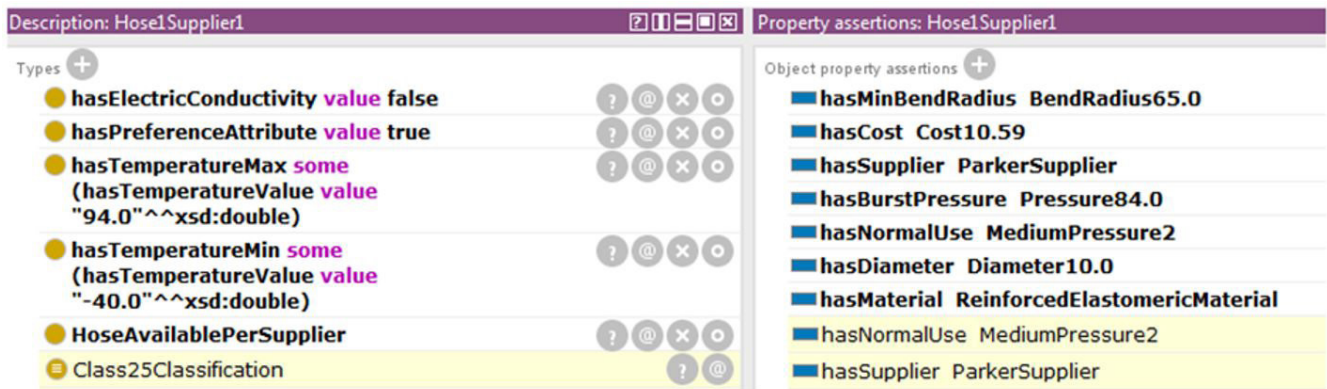 Description: Hose1Supplier1
Types
hasElectricConductivity value false
hasPreferenceAttribute value true
hasTemperatureMax some
(hasTemperatureValue value
"94.0"^^xsd:double)
hasTemperatureMin some
(hasTemperatureValue value
"-40.0"^^xsd:double)
HoseAvailablePerSupplier
Class25Classification
Property assertions: Hose1Supplier1
Object property assertions
hasMinBendRadius BendRadius65.0
hasCost Cost10.59
hasSupplier ParkerSupplier
hasBurstPressure Pressure84.0
hasNormalUse MediumPressure2
hasDiameter Diameter10.0
hasMaterial ReinforcedElastomericMaterial
hasNormalUse MediumPressure2
hasSupplier ParkerSupplier